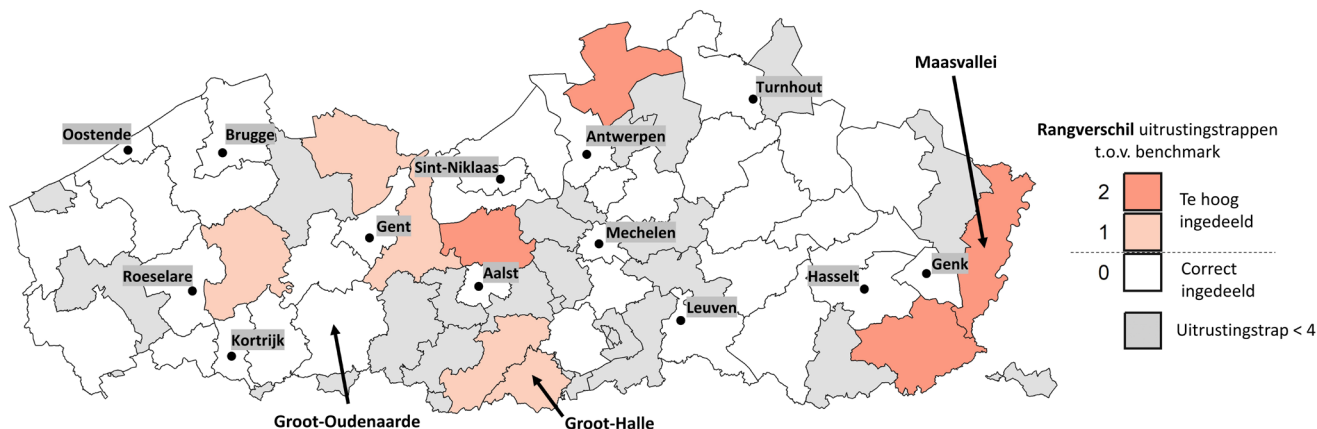 Maasvallei
Turnhout
Oostende
Brugge
Antwerpen
Sint-Niklaas
Gent
Mechelen
Roeselare
Aalst
Hasselt
Genk
Leuven
Kortrijk
Groot-Oudenaarde
Groot-Halle
Rangverschil uitrustingstrappen
t.o.v. benchmark
2
Te hoog
ingedeeld
1
0
Correct
ingedeeld
Uitrustingstrap < 4